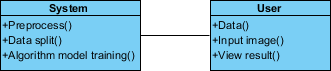 System
+Preprocess()
+Data split()
+Algorithm model training()
User
+Data()
+Input image()
+View result()